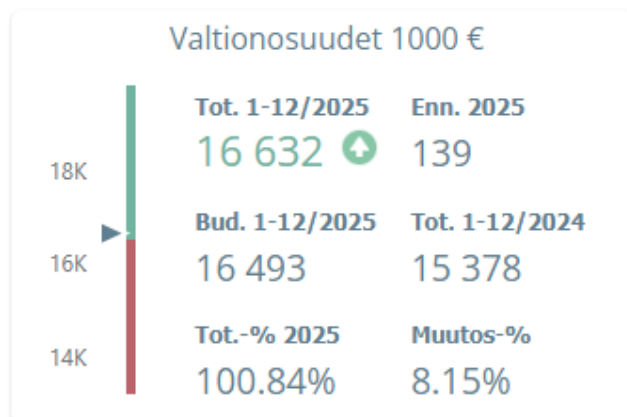 Valtionosuudet 1000 €
Tot. 1-12/2025 Enn. 2025
16 632 139
18K
Bud. 1-12/2025 Tot. 1-12/2024
16K
16 493 15 378
Tot.-% 2025 Muutos-%
14K
100.84% 8.15%